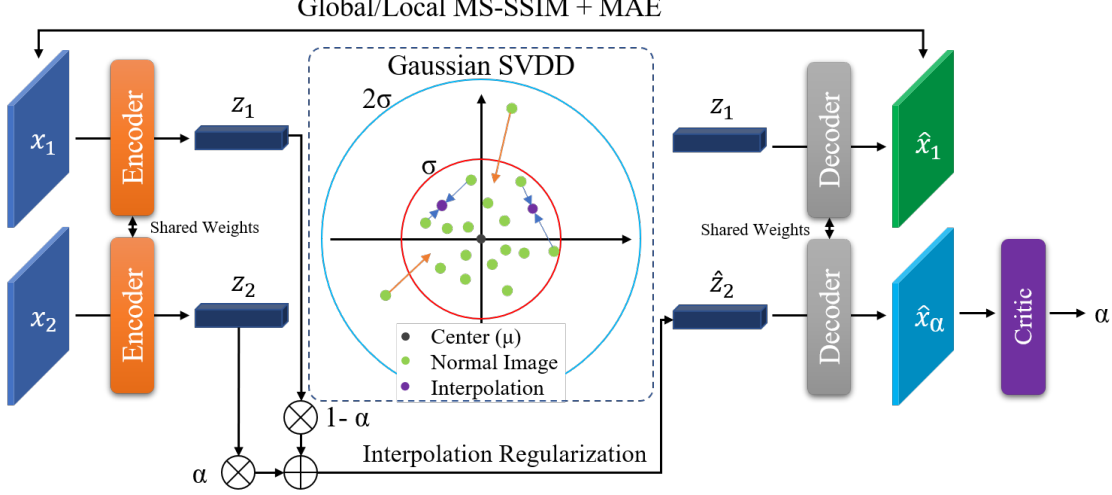 Global/Local MS-SSIM + MAE
Gaussian SVDD
x₁
Encoder
z₁
2σ
σ
z₁
Decoder
x̂₁
Shared Weights
Shared Weights
x₂
Encoder
z₂
ẑ₂
Decoder
x̂α
Critic
α
Center (μ)
Normal Image
Interpolation
1- α
α
Interpolation Regularization